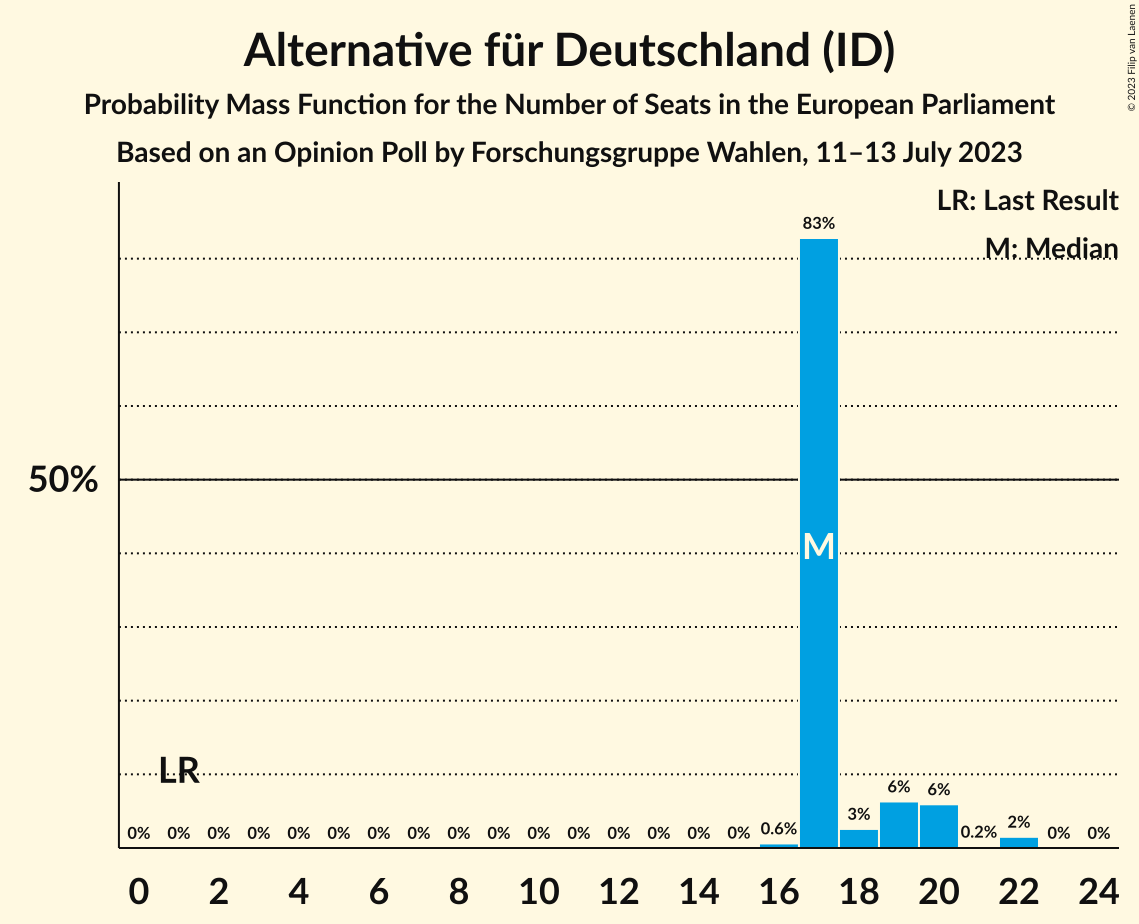 Alternative für Deutschland (ID)
Probability Mass Function for the Number of Seats in the European Parliament
Based on an Opinion Poll by Forschungsgruppe Wahlen, 11–13 July 2023
© 2023 Filip van Laenen
LR: Last Result
M: Median
83%
50%
M
LR
0% 0% 0% 0% 0% 0% 0% 0% 0% 0% 0% 0% 0% 0% 0% 0% 0.6% 3% 6% 6% 0.2% 2% 0% 0%
0 2 4 6 8 10 12 14 16 18 20 22 24